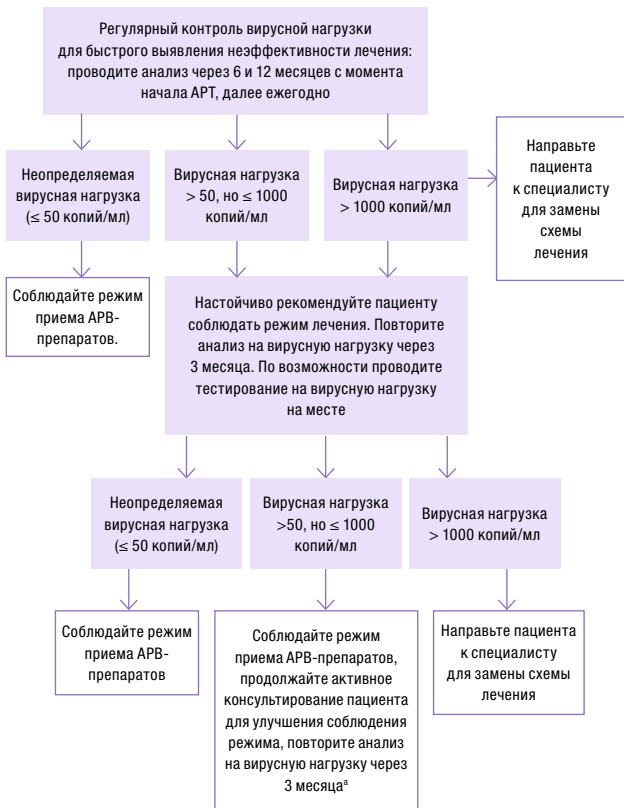 Регулярный контроль вирусной нагрузки
для быстрого выявления неэффективности лечения:
проводите анализ через 6 и 12 месяцев с момента
начала АРТ, далее ежегодно
Неопределяемая
вирусная нагрузка
(≤ 50 копий/мл)
Вирусная нагрузка
> 50, но ≤ 1000
копий/мл
Вирусная нагрузка
> 1000 копий/мл
Направьте
пациента
к специалисту
для замены
схемы
лечения
Соблюдайте режим
приема АРВ-
препаратов.
Настойчиво рекомендуйте пациенту
соблюдать режим лечения. Повторите
анализ на вирусную нагрузку через
3 месяца. По возможности проводите
тестирование на вирусную нагрузку
на месте
Неопределяемая
вирусная нагрузка
(≤ 50 копий/мл)
Вирусная нагрузка
>50, но ≤ 1000
копий/мл
Вирусная нагрузка
> 1000 копий/мл
Соблюдайте режим
приема АРВ-
препаратов
Соблюдайте режим
приема АРВ-препаратов,
продолжайте активное
консультирование пациента
для улучшения соблюдения
режима, повторите анализ
на вирусную нагрузку через
3 месяцаª
Направьте пациента
к специалисту
для замены схемы
лечения